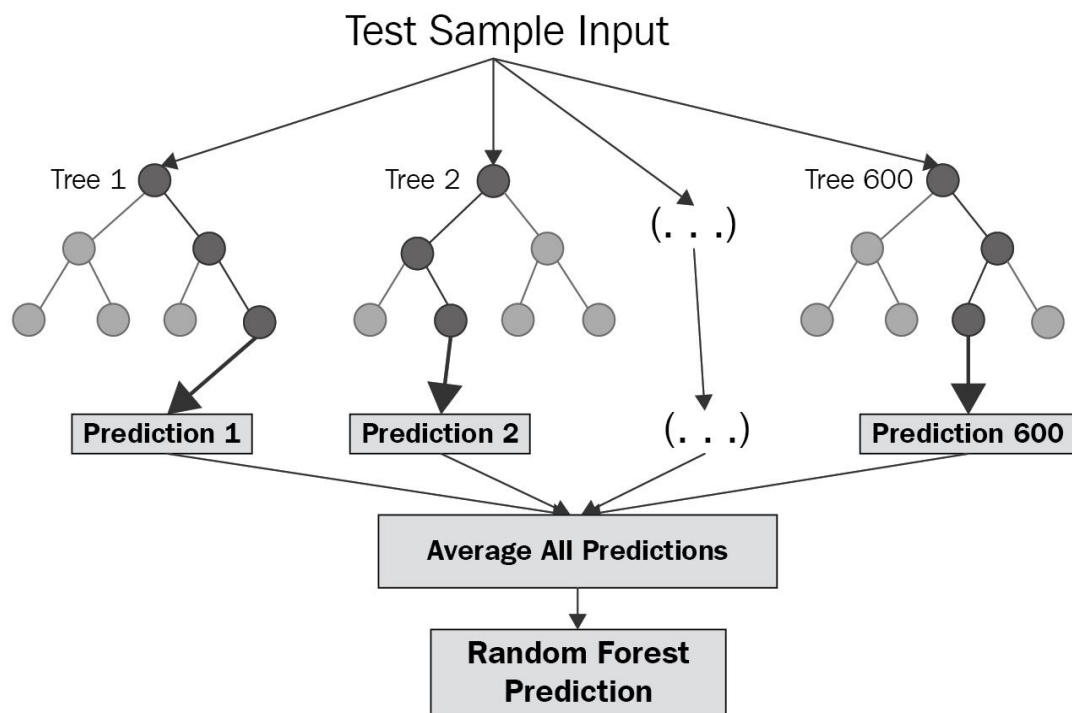 Test Sample Input
Tree 1
Tree 2
Tree 600
(. . .)
Prediction 1
Prediction 2
(. . .)
Prediction 600
Average All Predictions
Random Forest
Prediction